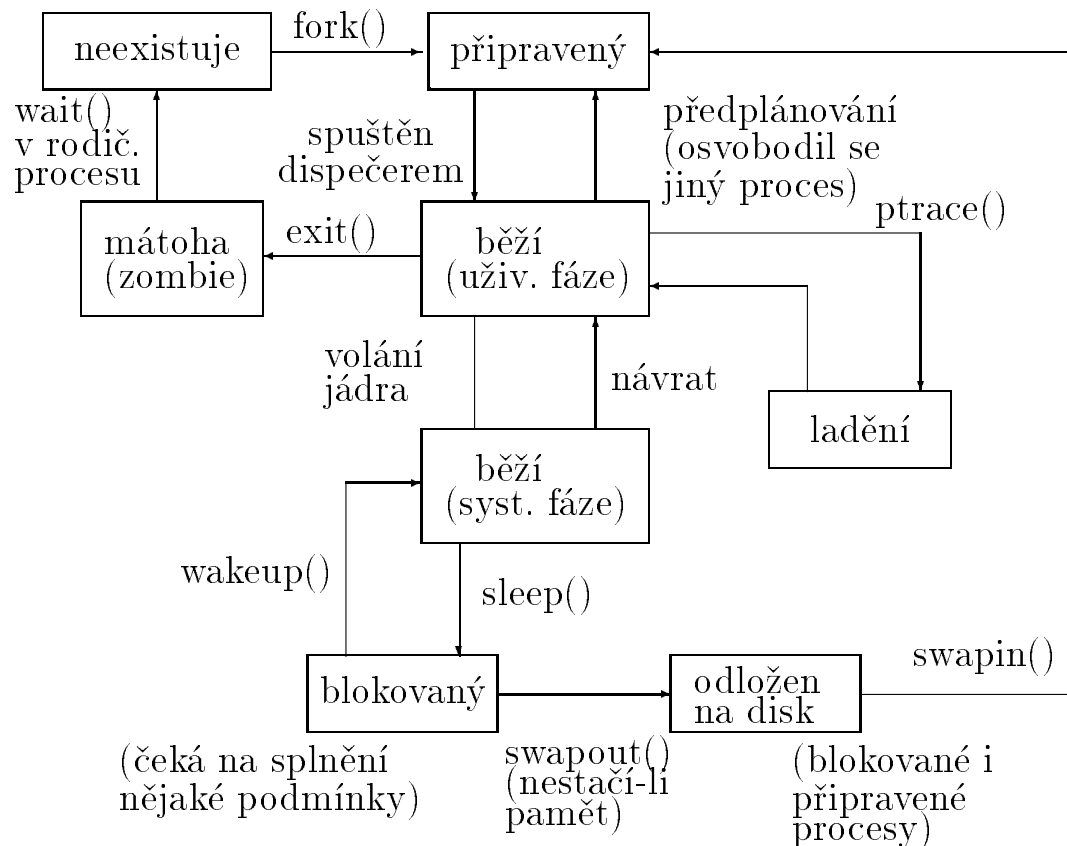 neexistuje
fork()
připravený
wait()
v rodič.
procesu
spuštěn
dispečerem
předplánování
(osvobodil se
jiný proces)
ptrace()
mátoha
(zombie)
exit()
běží
(uživ. fáze)
volání
jádra
návrat
ladění
běží
(syst. fáze)
wakeup()
sleep()
blokovaný
odložen
na disk
swapin()
(čeká na splnění
nějaké podmínky)
swapout()
(nestačí-li
pamět)
(blokované i
připravené
procesy)